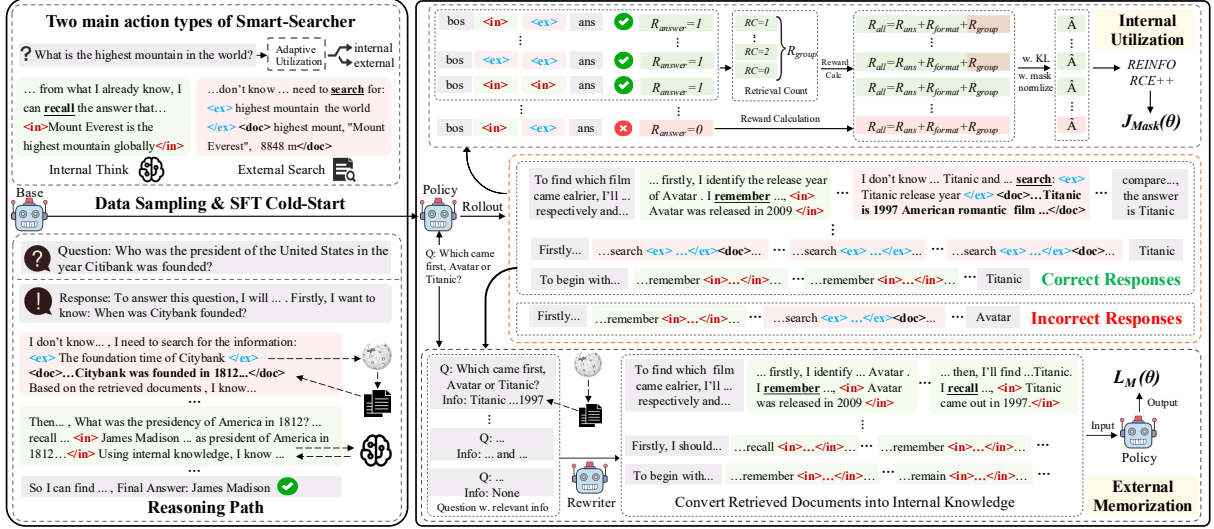 Two main action types of Smart-Searcher
? What is the highest mountain in the world?
Adaptive
Utilization
internal
external
... from what I already know, I
can recall the answer that…
<in>Mount Everest is the
highest mountain globally</in>
Internal Think
...don't know ... need to search for:
<ex> highest mountain the world
</ex> <doc> highest mount, "Mount
Everest", 8848 m</doc>
External Search
Base
Data Sampling & SFT Cold-Start
Question: Who was the president of the United States in the
year Citibank was founded?
Response: To answer this question, I will ... . Firstly, I want to
know: When was Citybank founded?
I don't know... , I need to search for the information:
<ex> The foundation time of Citybank </ex>
<doc>…Citybank was founded in 1812...</doc>
Based on the retrieved documents , I know...
...
Then... , What was the presidency of America in 1812? ...
recall ... <in> James Madison ... as president of America in
1812…</in> Using internal knowledge, I know ...
...
So I can find ... , Final Answer: James Madison
Reasoning Path
bos <in> <ex> ans R_answer=1
bos <ex> <ex> ans R_answer=1
bos <in> <in> ans R_answer=1
bos <in> <ex> ans R_answer=0
RC=1
RC=2
RC=0
R_group
Retrieval Count
Reward
Calc
Reward Calculation
R_all=R_ans+R_format+R_group
R_all=R_ans+R_format+R_group
R_all=R_ans+R_format+R_group
R_all=R_ans+R_format+R_group
w. KL
w. mask
normlize
Â
Â
Â
Â
Internal
Utilization
REINFO
RCE++
J_Mask(θ)
Policy
Rollout
Q: Which came
first, Avatar or
Titanic?
To find which film
came ealrier, I'll ...
respectively and...
... firstly, I identify the release year
of Avatar . I remember ..., <in>
Avatar was released in 2009 </in>
...
I don't know ... Titanic and ... search: <ex>
Titanic release year </ex> <doc>…Titanic
is 1997 American romantic film ...</doc>
...
compare...,
the answer
is Titanic
Firstly... ...search <ex> ...</ex><doc>... ... ...search <ex> .../</ex><doc>... ... ...search <ex> ...</ex><doc>... Titanic
To begin with... ...remember <in>…</in>... ... ...remember <in>…</in>... ... Titanic
Correct Responses
Firstly... ...remember <in>…</in>... ... ...search <ex> …</ex><doc>... ... Avatar
Incorrect Responses
Q: Which came first,
Avatar or Titanic?
Info: Titanic ...1997
Q: ...
Info: ... and ...
Q: ...
Info: None
Question w. relevant info
Rewriter
To find which film
came ealrier, I'll ...
respectively and...
... firstly, I identify ... Avatar .
I remember ..., <in> Avatar
was released in 2009 </in>
...
... then, I'll find ...Titanic.
I recall ..., <in> Titanic
came out in 1997.</in>
Firstly, I should... ...recall <in>…</in>... ... ...remember <in>…</in>... ...
To begin with... ...remember <in>…</in>... ... ...remain <in>…</in>... ...
Convert Retrieved Documents into Internal Knowledge
L_M(θ)
Output
Input
Policy
External
Memorization